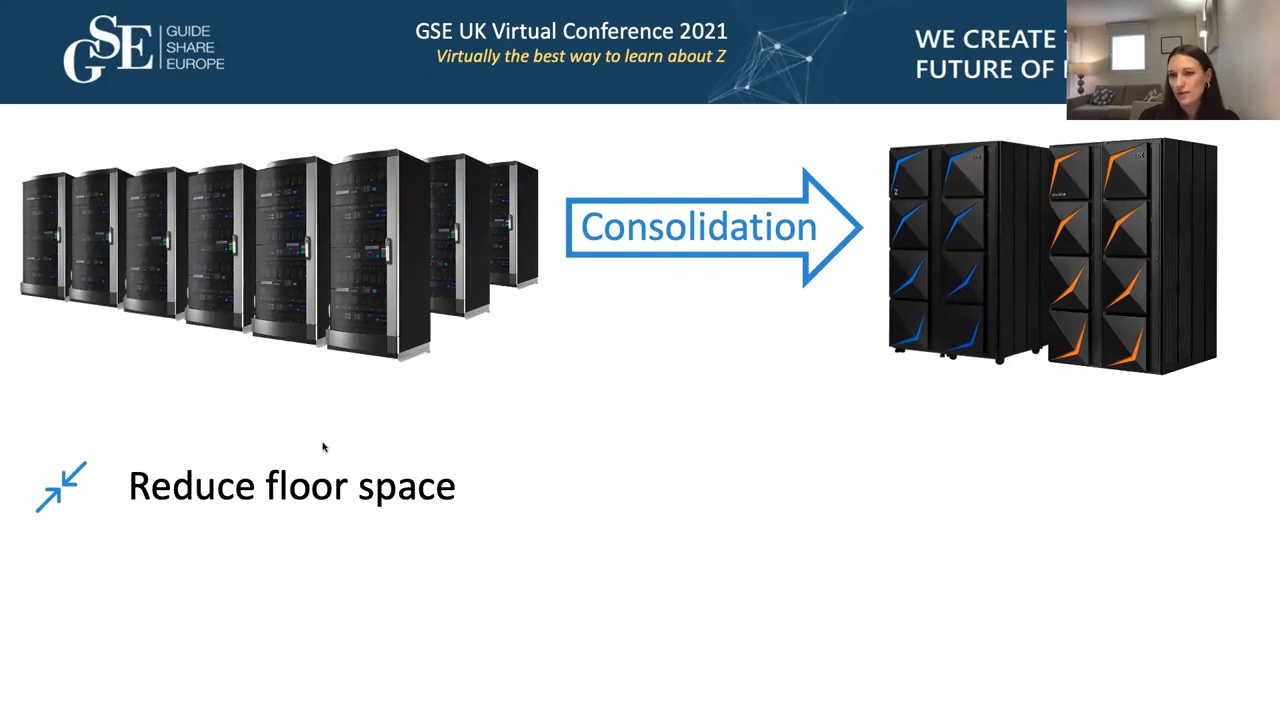 GSE
GUIDE
SHARE
EUROPE
GSE UK Virtual Conference 2021
Virtually the best way to learn about Z
WE CREATE
FUTURE OF
Consolidation
Z
IBM
Reduce floor space